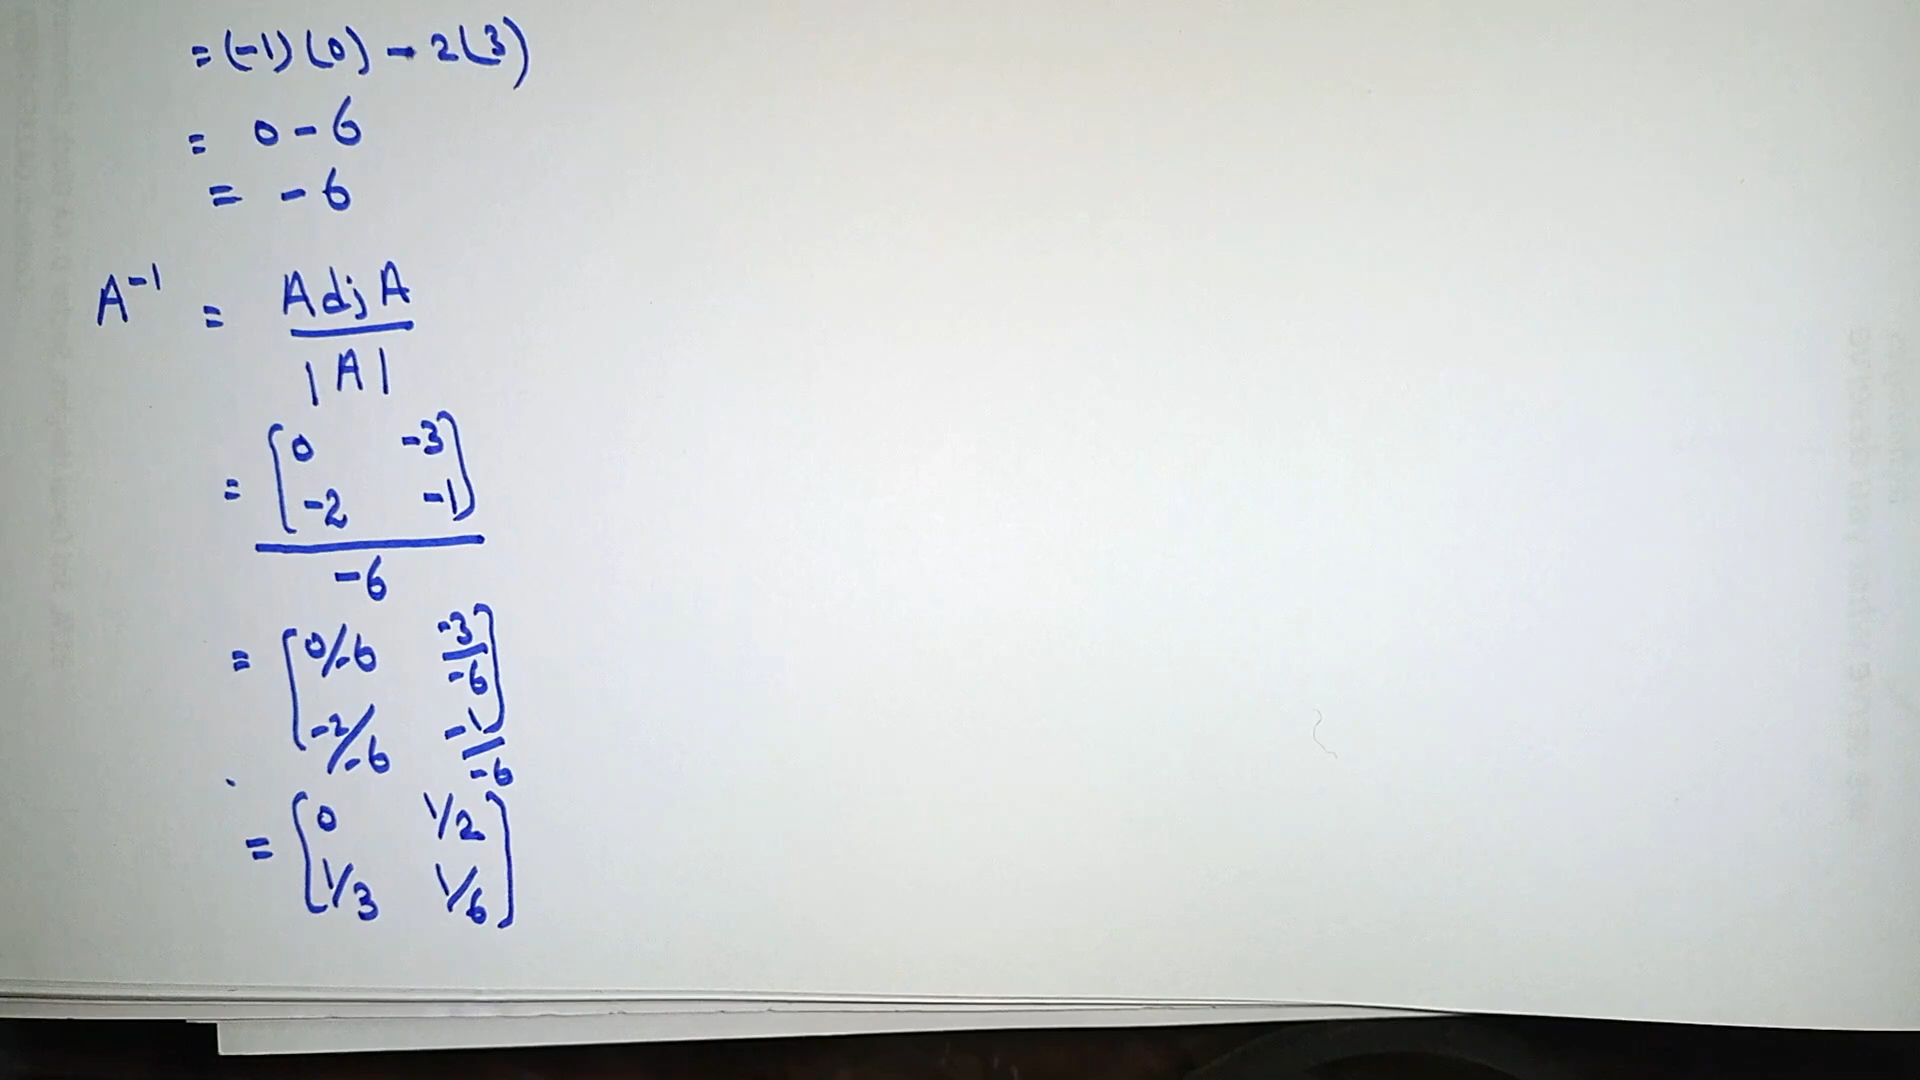 = (-1) (0) - 2(3)
= 0 - 6
= - 6
A⁻¹ = Adj A
|A|
= [0 -3
-2 -1]
-6
= [0/-6 -3/-6
-2/-6 -1/-6]
= [0 1/2
1/3 1/6]